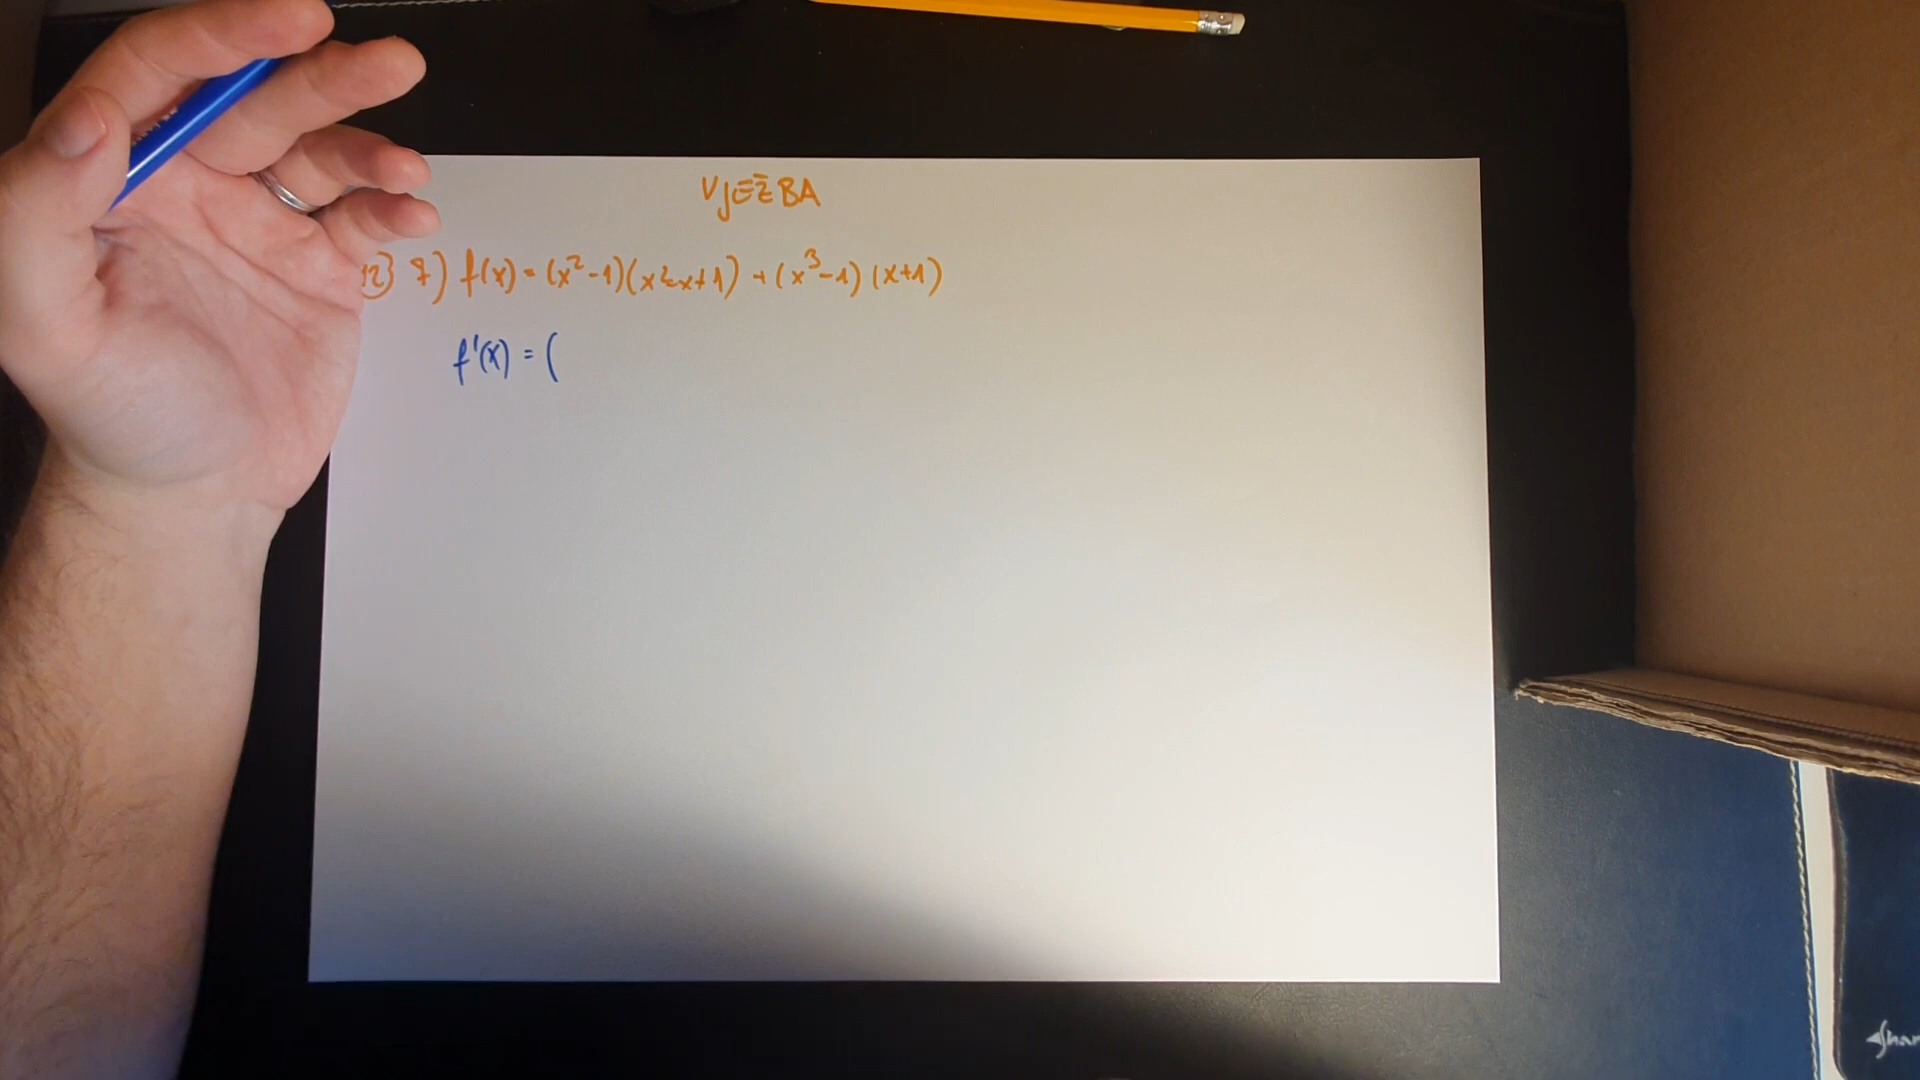 VJEŽBA
12) 7) f(x) = (x²-1)(x²-x+1) + (x³-1)(x+1)
f'(x) = (